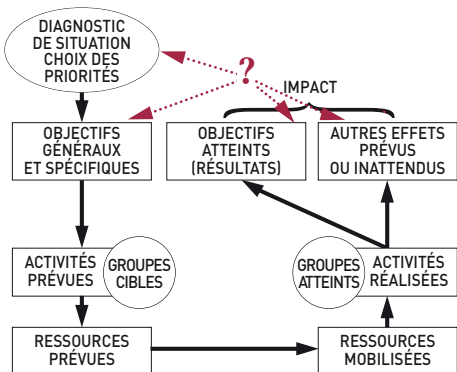 DIAGNOSTIC
DE SITUATION
CHOIX DES
PRIORITÉS
?
IMPACT
OBJECTIFS
GÉNÉRAUX
ET SPÉCIFIQUES
OBJECTIFS
ATTEINTS
(RÉSULTATS)
AUTRES EFFETS
PRÉVUS
OU INATTENDUS
ACTIVITÉS
PRÉVUES
GROUPES
CIBLES
GROUPES
ATTEINTS
ACTIVITÉS
RÉALISÉES
RESSOURCES
PRÉVUES
RESSOURCES
MOBILISÉES